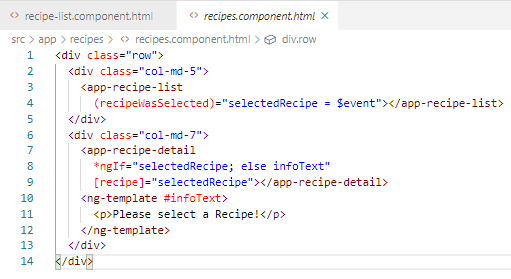 recipe-list.component.html
recipes.component.html ×
src > app > recipes > recipes.component.html > div.row
1 <div class="row">
2 <div class="col-md-5">
3 <app-recipe-list
4 (recipeWasSelected)="selectedRecipe = $event"></app-recipe-list>
5 </div>
6 <div class="col-md-7">
7 <app-recipe-detail
8 *ngIf="selectedRecipe; else infoText"
9 [recipe]="selectedRecipe"></app-recipe-detail>
10 <ng-template #infoText>
11 <p>Please select a Recipe!</p>
12 </ng-template>
13 </div>
14 </div>